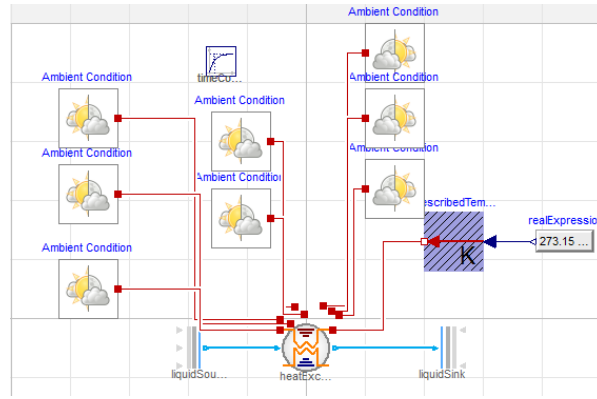 Ambient Condition
timeCo...
Ambient Condition
Ambient Condition
Ambient Condition
Ambient Condition
Ambient Condition
Ambient Condition
Ambient Condition
Ambient Condition
escribedTem...
realExpressio
273.15 ...
K
liquidSou...
heatExc...
liquidSink